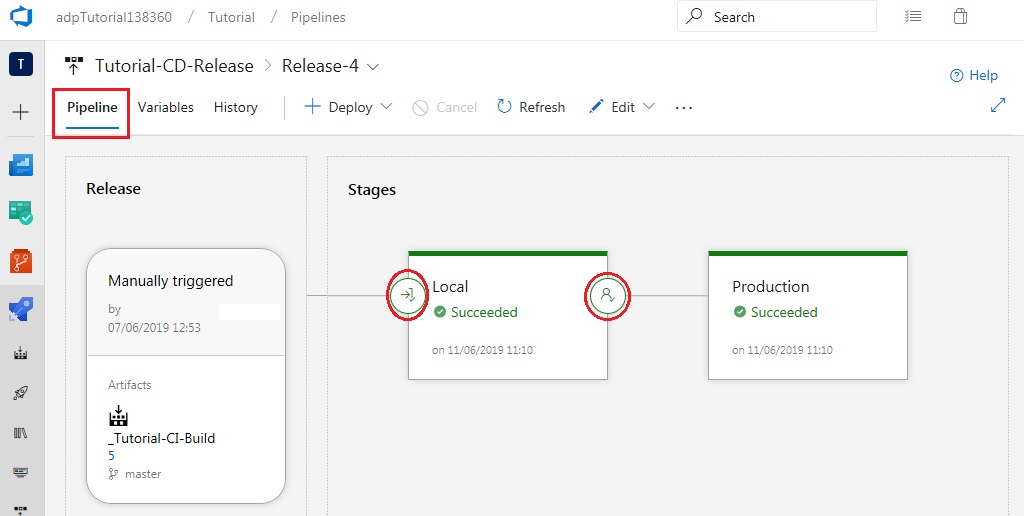 adpTutorial138360 / Tutorial / Pipelines
Search
T
Tutorial-CD-Release > Release-4
Help
Pipeline Variables History Deploy Cancel Refresh Edit ...
Release
Stages
Manually triggered
by
07/06/2019 12:53
Artifacts
_Tutorial-CI-Build
5
master
Local
Succeeded
on 11/06/2019 11:10
Production
Succeeded
on 11/06/2019 11:10